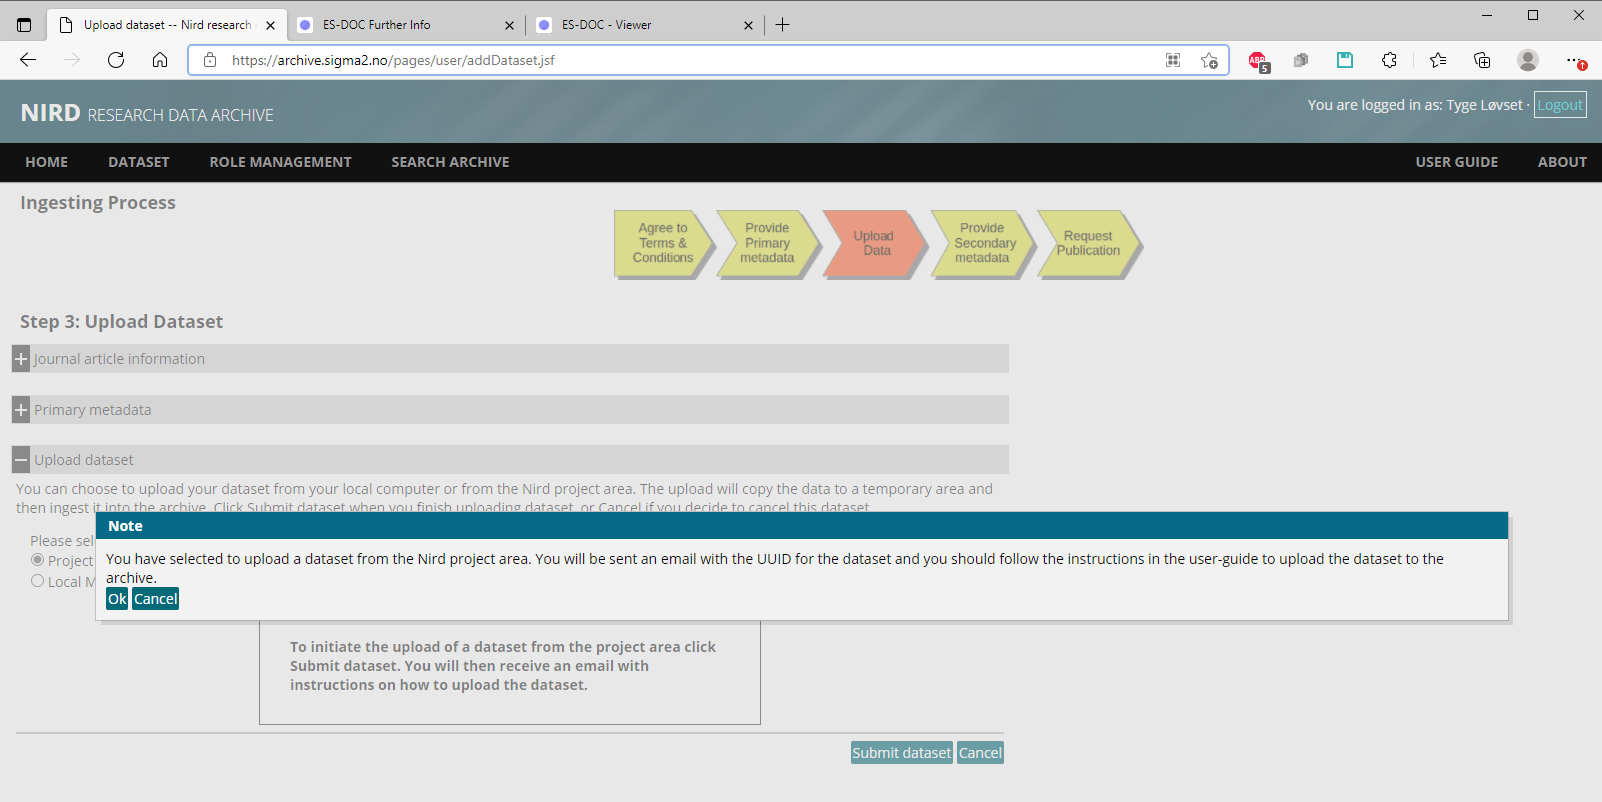 Upload dataset -- Nird research
ES-DOC Further Info
ES-DOC - Viewer
https://archive.sigma2.no/pages/user/addDataset.jsf
ABP
5
NIRD RESEARCH DATA ARCHIVE
You are logged in as: Tyge Løvset · Logout
HOME DATASET ROLE MANAGEMENT SEARCH ARCHIVE USER GUIDE ABOUT
Ingesting Process
Agree to
Terms &
Conditions
Provide
Primary
metadata
Upload
Data
Provide
Secondary
metadata
Request
Publication
Step 3: Upload Dataset
Journal article information
Primary metadata
Upload dataset
You can choose to upload your dataset from your local computer or from the Nird project area. The upload will copy the data to a temporary area and
then ingest it into the archive. Click Submit dataset when you finish uploading dataset, or Cancel if you decide to cancel this dataset
Please sel
Project
Local M
Note
You have selected to upload a dataset from the Nird project area. You will be sent an email with the UUID for the dataset and you should follow the instructions in the user-guide to upload the dataset to the
archive.
Ok Cancel
To initiate the upload of a dataset from the project area click
Submit dataset. You will then receive an email with
instructions on how to upload the dataset.
Submit dataset Cancel